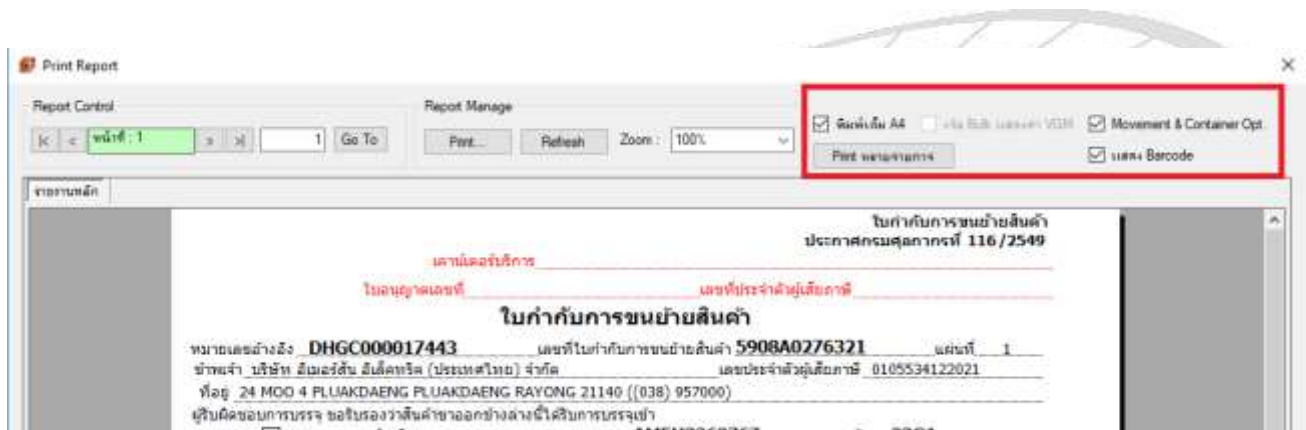 Print Report
Report Control
Report Manage
หน้าที่ : 1
1 Go To
Print... Refresh Zoom : 100%
พิมพ์เต็ม A4 Movement & Container Opt.
Print หลายรายการ แสดง Barcode
รายงานหลัก
ใบกำกับการขนย้ายสินค้า
ประกาศกรมศุลกากรที่ 116/2549
เคาน์เตอร์บริการ
ใบอนุญาตเลขที่ เลขที่ประจำตัวผู้เสียภาษี
ใบกำกับการขนย้ายสินค้า
หมายเลขอ้างอิง DHGC000017443 เลขที่ใบกำกับการขนย้ายสินค้า 5908A0276321 แผ่นที่ 1
ข้าพเจ้า บริษัท อีเมอร์สัน อีเล็คทริค (ประเทศไทย) จำกัด เลขประจำตัวผู้เสียภาษี 0105534122021
ที่อยู่ 24 MOO 4 PLUAKDAENG PLUAKDAENG RAYONG 21140 ((038) 957000)
ผู้รับผิดชอบการบรรจุ ขอรับรองว่าสินค้าขาออกข้างล่างนี้ได้รับการบรรจุเข้า